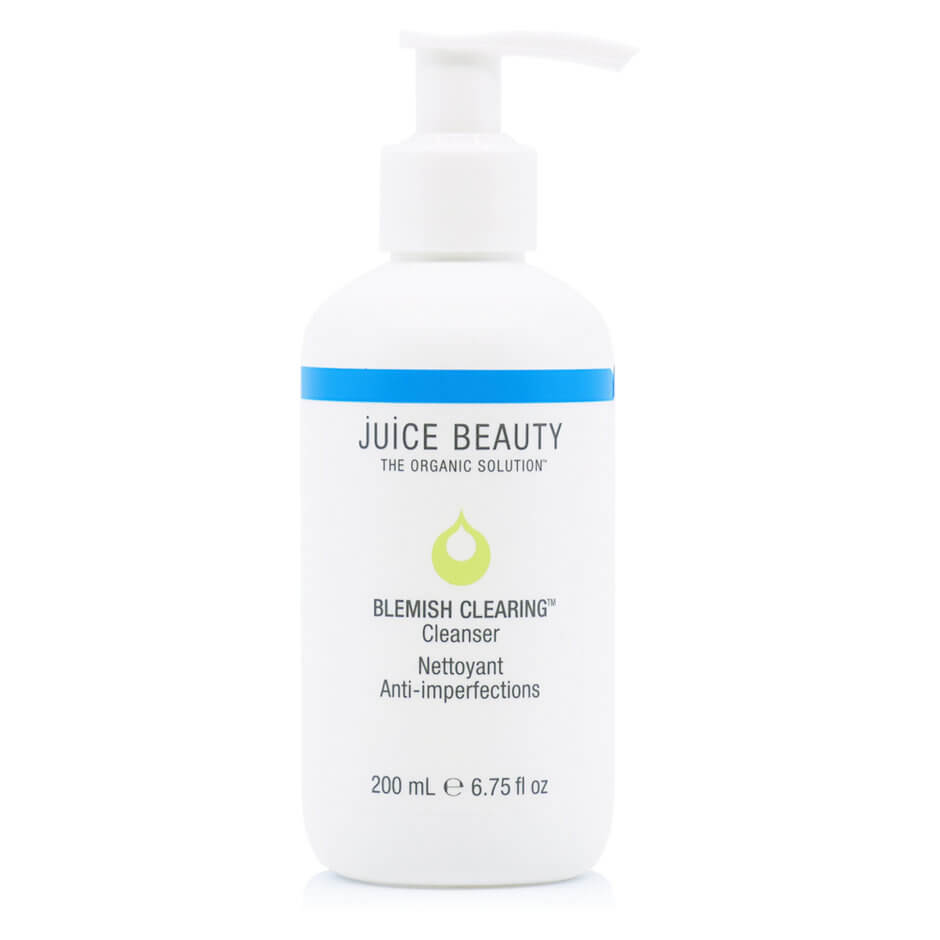 juice BEAUTY
THE ORGANIC SOLUTION™
BLEMISH CLEARING™
Cleanser
Nettoyant
Anti-imperfections
200 mL ℮ 6.75 fl oz